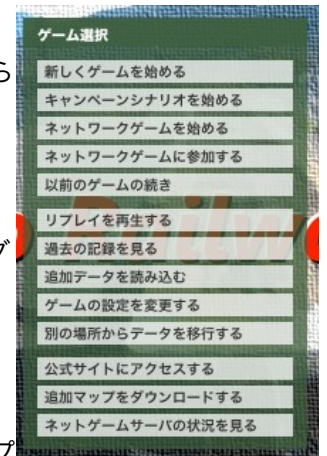 ゲーム選択
新しくゲームを始める
キャンペーンシナリオを始める
ネットワークゲームを始める
ネットワークゲームに参加する
以前のゲームの続き
リプレイを再生する
過去の記録を見る
追加データを読み込む
ゲームの設定を変更する
別の場所からデータを移行する
公式サイトにアクセスする
追加マップをダウンロードする
ネットゲームサーバの状況を見る
ら
Railw
プ